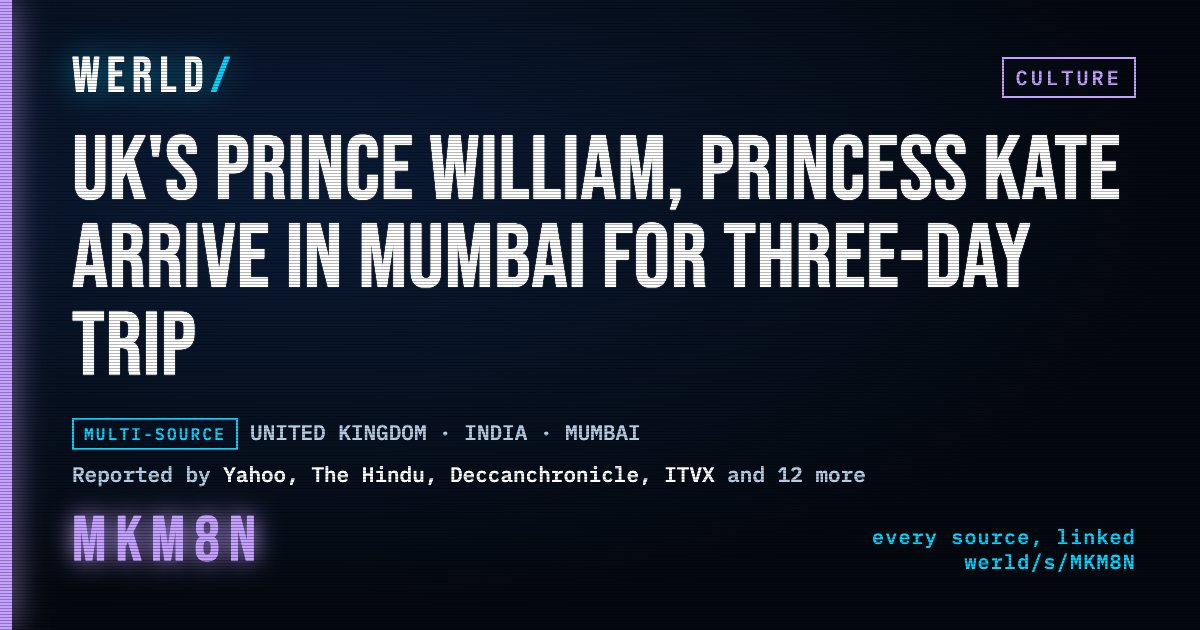 WERLD/
CULTURE
UK'S PRINCE WILLIAM, PRINCESS KATE
ARRIVE IN MUMBAI FOR THREE-DAY
TRIP
MULTI-SOURCE UNITED KINGDOM · INDIA · MUMBAI
Reported by Yahoo, The Hindu, Deccanchronicle, ITVX and 12 more
MKM8N
every source, linked
werld/s/MKM8N